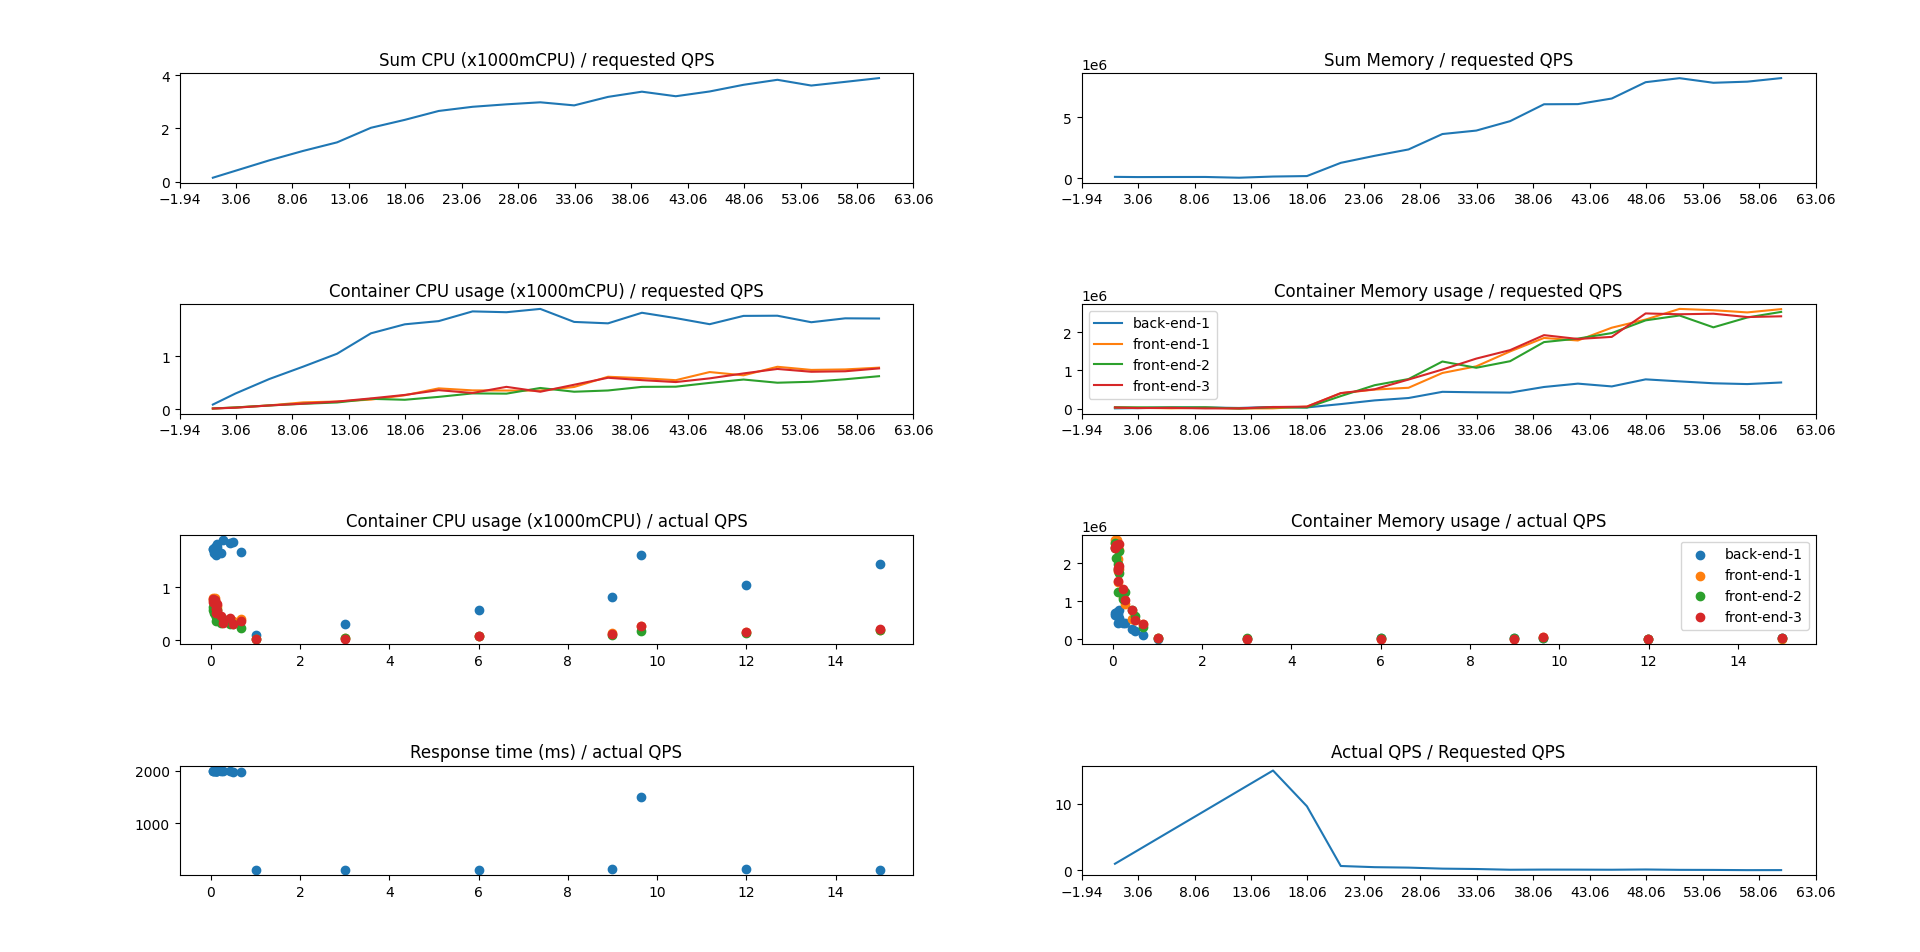 Sum CPU (x1000mCPU) / requested QPS
4
2
0
−1.94 3.06 8.06 13.06 18.06 23.06 28.06 33.06 38.06 43.06 48.06 53.06 58.06 63.06
Sum Memory / requested QPS
1e6
5
0
−1.94 3.06 8.06 13.06 18.06 23.06 28.06 33.06 38.06 43.06 48.06 53.06 58.06 63.06
Container CPU usage (x1000mCPU) / requested QPS
1
0
−1.94 3.06 8.06 13.06 18.06 23.06 28.06 33.06 38.06 43.06 48.06 53.06 58.06 63.06
Container Memory usage / requested QPS
1e6
2
1
0
back-end-1
front-end-1
front-end-2
front-end-3
−1.94 3.06 8.06 13.06 18.06 23.06 28.06 33.06 38.06 43.06 48.06 53.06 58.06 63.06
Container CPU usage (x1000mCPU) / actual QPS
1
0
0 2 4 6 8 10 12 14
Container Memory usage / actual QPS
1e6
2
1
0
back-end-1
front-end-1
front-end-2
front-end-3
0 2 4 6 8 10 12 14
Response time (ms) / actual QPS
2000
1000
0 2 4 6 8 10 12 14
Actual QPS / Requested QPS
10
0
−1.94 3.06 8.06 13.06 18.06 23.06 28.06 33.06 38.06 43.06 48.06 53.06 58.06 63.06